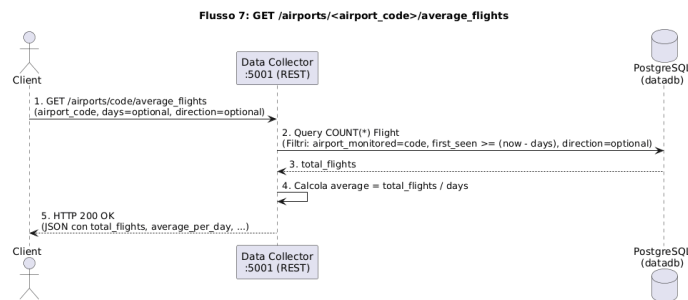 Flusso 7: GET /airports/<airport_code>/average_flights
Client
Data Collector
:5001 (REST)
PostgreSQL
(datadb)
1. GET /airports/code/average_flights
(airport_code, days=optional, direction=optional)
2. Query COUNT(*) Flight
(Filtri: airport_monitored=code, first_seen >= (now - days), direction=optional)
3. total_flights
4. Calcola average = total_flights / days
5. HTTP 200 OK
(JSON con total_flights, average_per_day, ...)
Client
Data Collector
:5001 (REST)
PostgreSQL
(datadb)